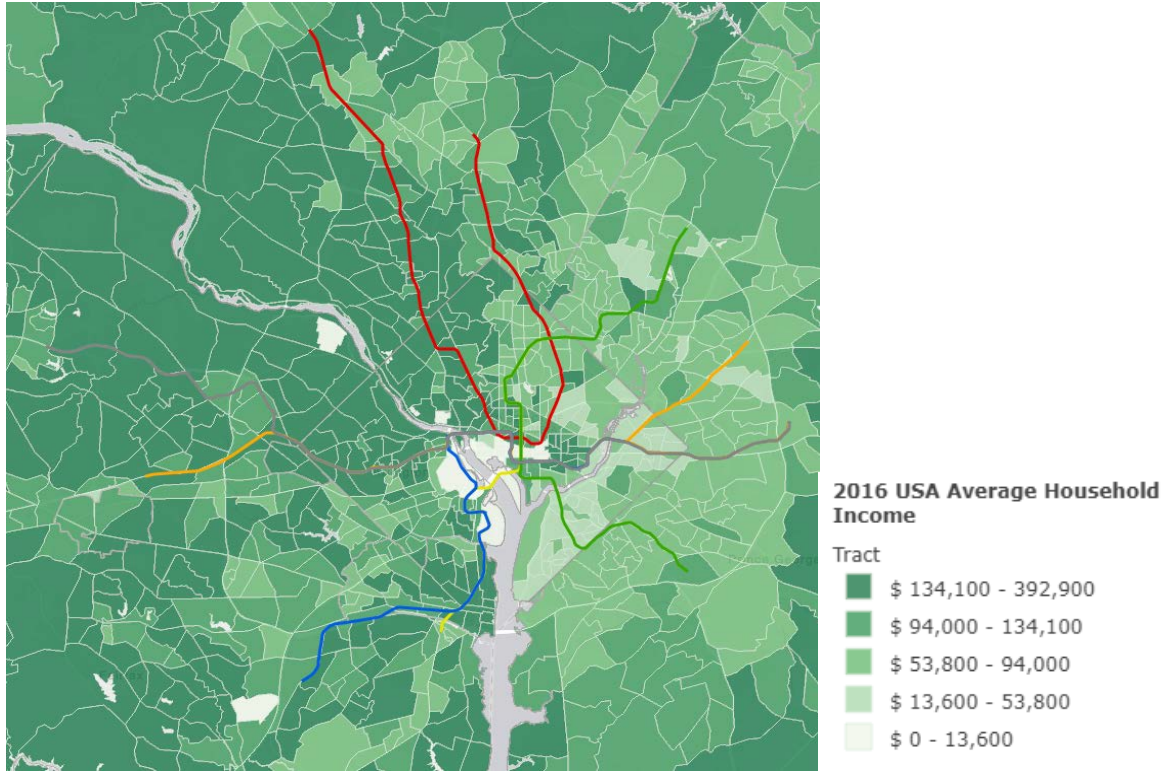 2016 USA Average Household
Income
Tract
$ 134,100 - 392,900
$ 94,000 - 134,100
$ 53,800 - 94,000
$ 13,600 - 53,800
$ 0 - 13,600